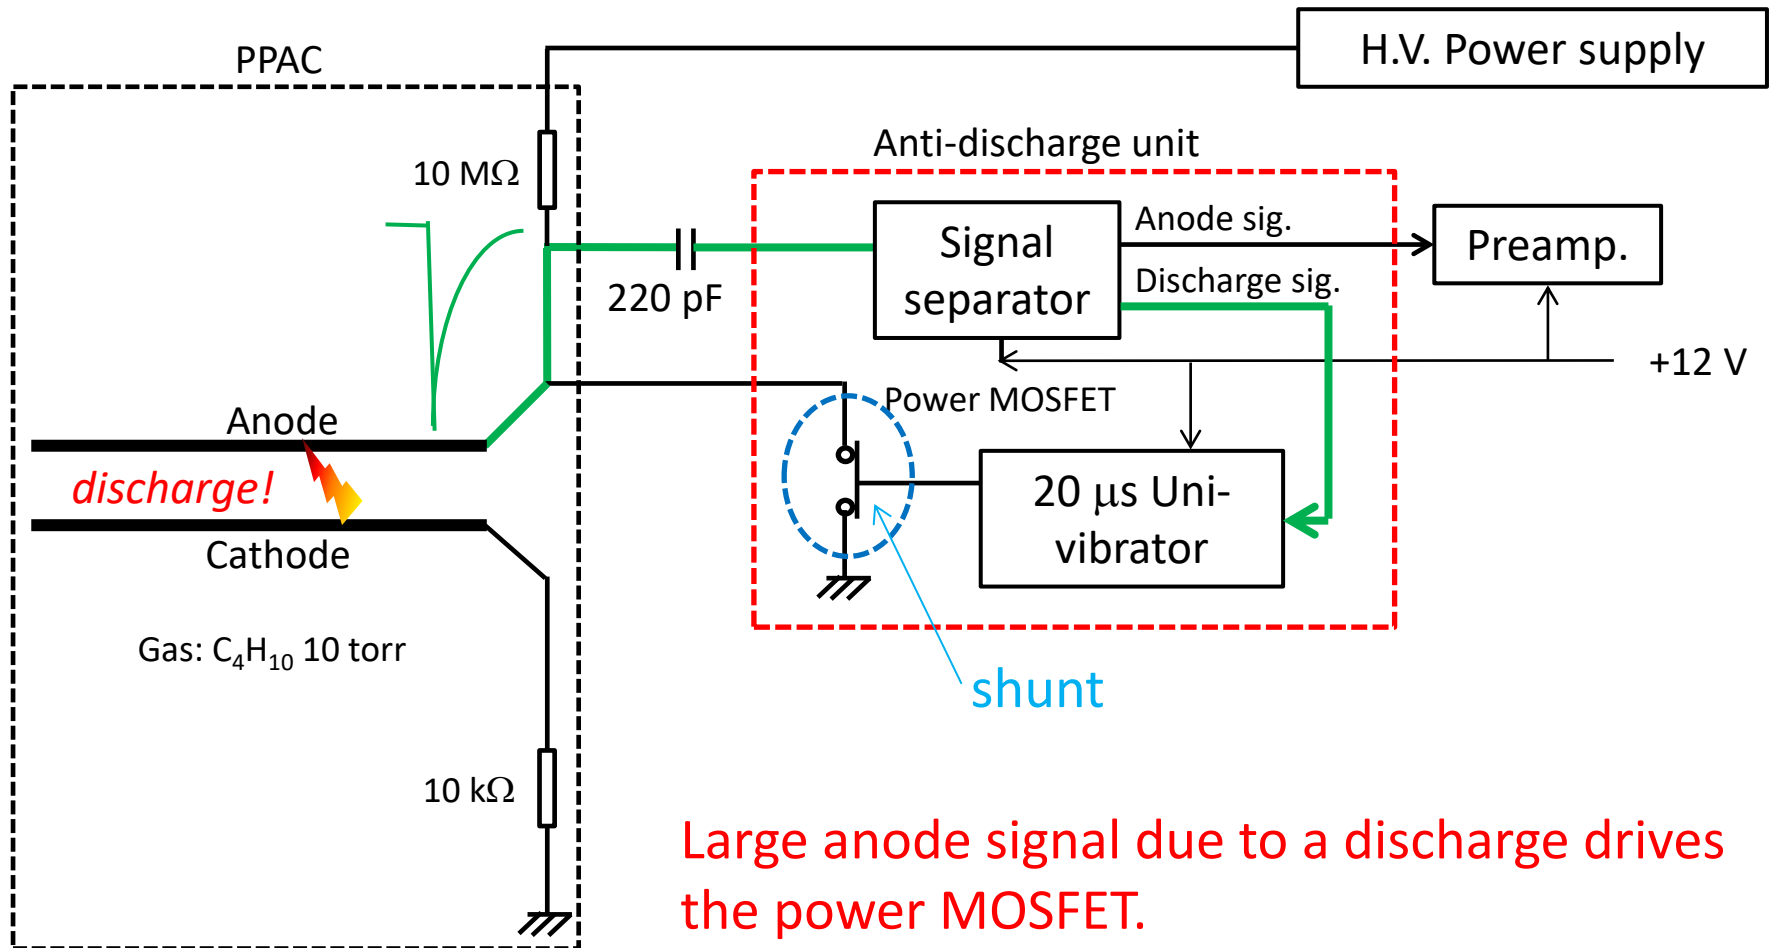 H.V. Power supply
PPAC
Anti-discharge unit
10 MΩ
Signal
separator
Anode sig.
Preamp.
Discharge sig.
220 pF
+12 V
Power MOSFET
Anode
discharge!
20 μs Uni-
vibrator
Cathode
Gas: C₄H₁₀ 10 torr
shunt
10 kΩ
Large anode signal due to a discharge drives
the power MOSFET.